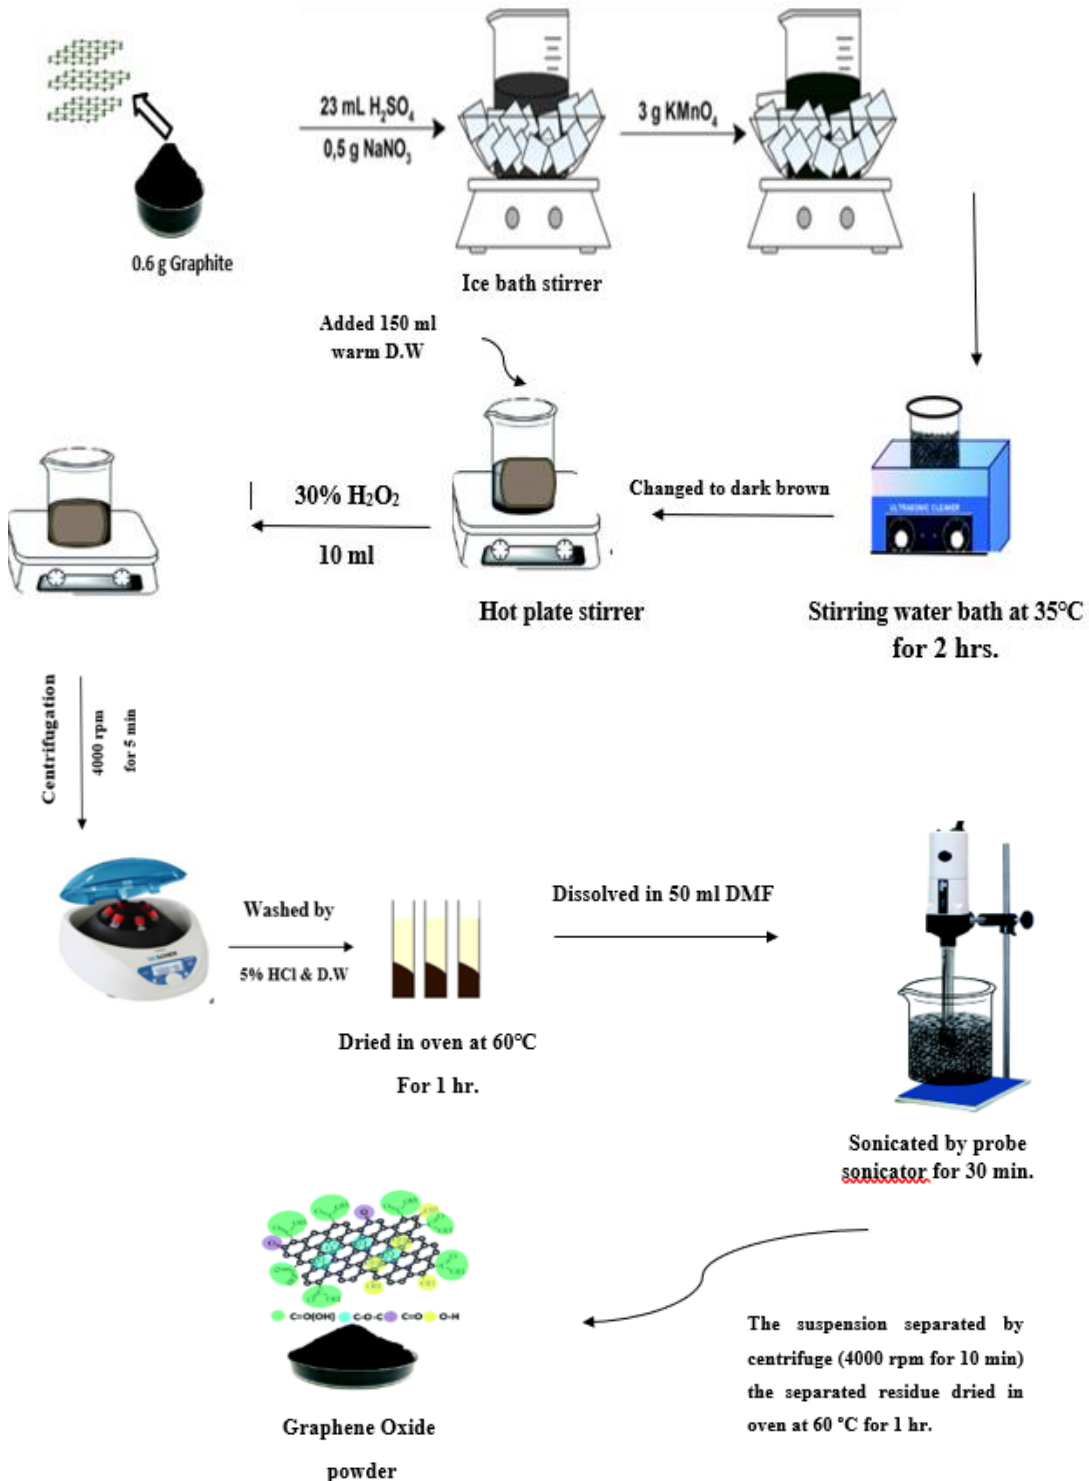 23 mL H₂SO₄
0,5 g NaNO₃
3 g KMnO₄
0.6 g Graphite
Ice bath stirrer
Added 150 ml
warm D.W
Changed to dark brown
ULTRASONIC CLEANER
30% H₂O₂
10 ml
Hot plate stirrer
Stirring water bath at 35°C
for 2 hrs.
Centrifugation
4000 rpm
for 5 min
Washed by
5% HCl & D.W
Dried in oven at 60°C
For 1 hr.
Dissolved in 50 ml DMF
Sonicated by probe
sonicator for 30 min.
C=O(OH) C-O-C C=O O-H
Graphene Oxide
powder
The suspension separated by
centrifuge (4000 rpm for 10 min)
the separated residue dried in
oven at 60 °C for 1 hr.